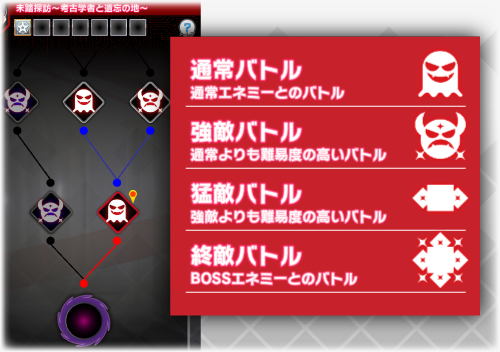 未踏探訪~考古学者と遺忘の地~
?
通常バトル
通常エネミーとのバトル
強敵バトル
通常よりも難易度の高いバトル
猛敵バトル
強敵よりも難易度の高いバトル
終敵バトル
BOSSエネミーとのバトル